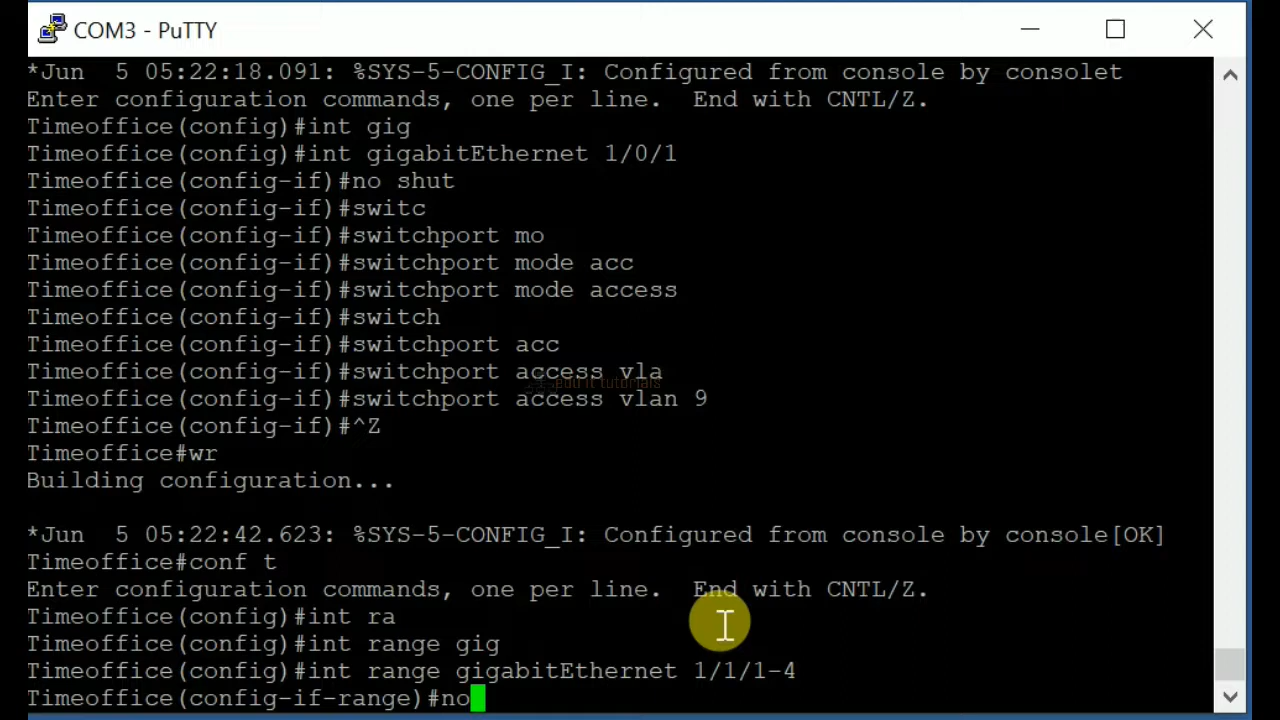 COM3 - PuTTY
*Jun  5 05:22:18.091: %SYS-5-CONFIG_I: Configured from console by consolet
Enter configuration commands, one per line.  End with CNTL/Z.
Timeoffice(config)#int gig
Timeoffice(config)#int gigabitEthernet 1/0/1
Timeoffice(config-if)#no shut
Timeoffice(config-if)#switc
Timeoffice(config-if)#switchport mo
Timeoffice(config-if)#switchport mode acc
Timeoffice(config-if)#switchport mode access
Timeoffice(config-if)#switch
Timeoffice(config-if)#switchport acc
Timeoffice(config-if)#switchport access vla
edu it tutorials
Timeoffice(config-if)#switchport access vlan 9
Timeoffice(config-if)#^Z
Timeoffice#wr
Building configuration...
*Jun  5 05:22:42.623: %SYS-5-CONFIG_I: Configured from console by console[OK]
Timeoffice#conf t
Enter configuration commands, one per line.  End with CNTL/Z.
Timeoffice(config)#int ra
Timeoffice(config)#int range gig
Timeoffice(config)#int range gigabitEthernet 1/1/1-4
Timeoffice(config-if-range)#no